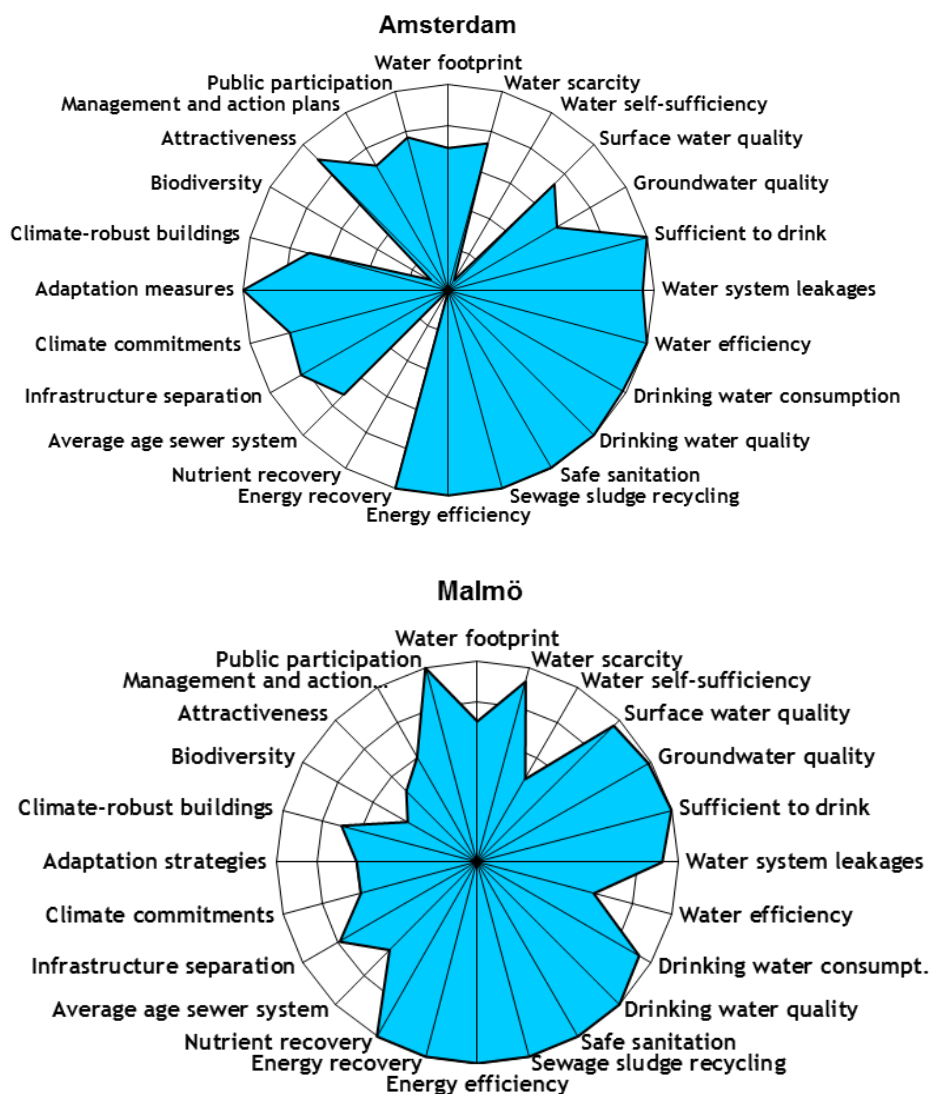 Amsterdam
Water footprint
Public participation
Water scarcity
Management and action plans
Water self-sufficiency
Attractiveness
Surface water quality
Biodiversity
Groundwater quality
Climate-robust buildings
Sufficient to drink
Adaptation measures
Water system leakages
Climate commitments
Water efficiency
Infrastructure separation
Drinking water consumption
Average age sewer system
Drinking water quality
Nutrient recovery
Safe sanitation
Energy recovery
Sewage sludge recycling
Energy efficiency
Malmö
Water footprint
Public participation
Water scarcity
Management and action...
Water self-sufficiency
Attractiveness
Surface water quality
Biodiversity
Groundwater quality
Climate-robust buildings
Sufficient to drink
Adaptation strategies
Water system leakages
Climate commitments
Water efficiency
Infrastructure separation
Drinking water consumpt.
Average age sewer system
Drinking water quality
Nutrient recovery
Safe sanitation
Energy recovery
Sewage sludge recycling
Energy efficiency